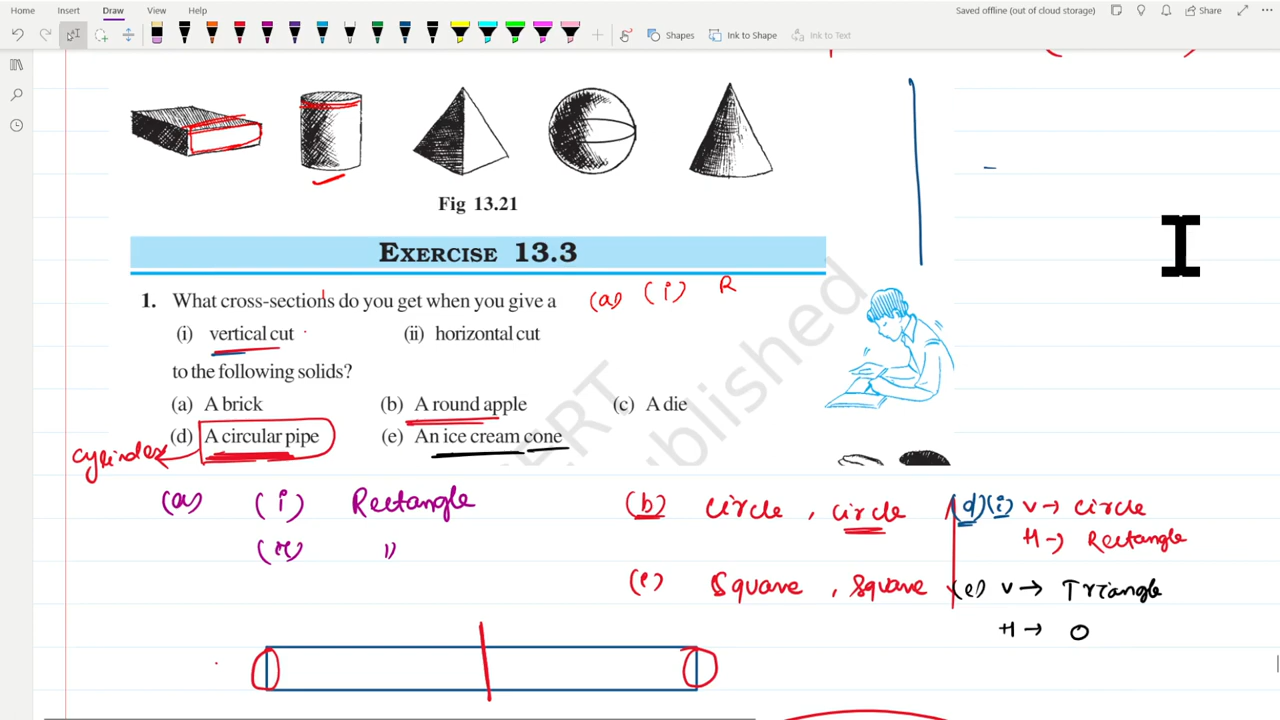 Home Insert Draw View Help Saved offline (out of cloud storage) Share
Shapes Ink to Shape Ink to Text
Fig 13.21
EXERCISE 13.3
1. What cross-sections do you get when you give a (a) (i) R
(i) vertical cut (ii) horizontal cut
to the following solids?
(a) A brick (b) A round apple (c) A die
(d) A circular pipe (e) An ice cream cone
cylinder
(a) (i) Rectangle (b) circle , circle (d)(i) V→ circle
(ii) 11 H→ Rectangle
(c) Square , Square (e) V→ Triangle
H→ O